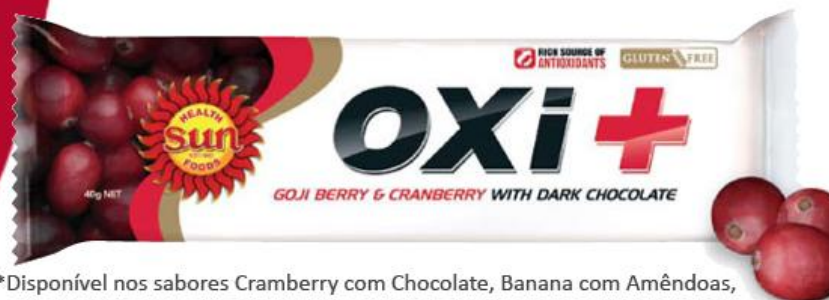 RICH SOURCE OF
ANTIOXIDANTS
GLUTEN FREE
HEALTH
Sun
FOODS
OXi+
40g NET
GOJI BERRY & CRANBERRY WITH DARK CHOCOLATE
*Disponível nos sabores Cramberry com Chocolate, Banana com Amêndoas,